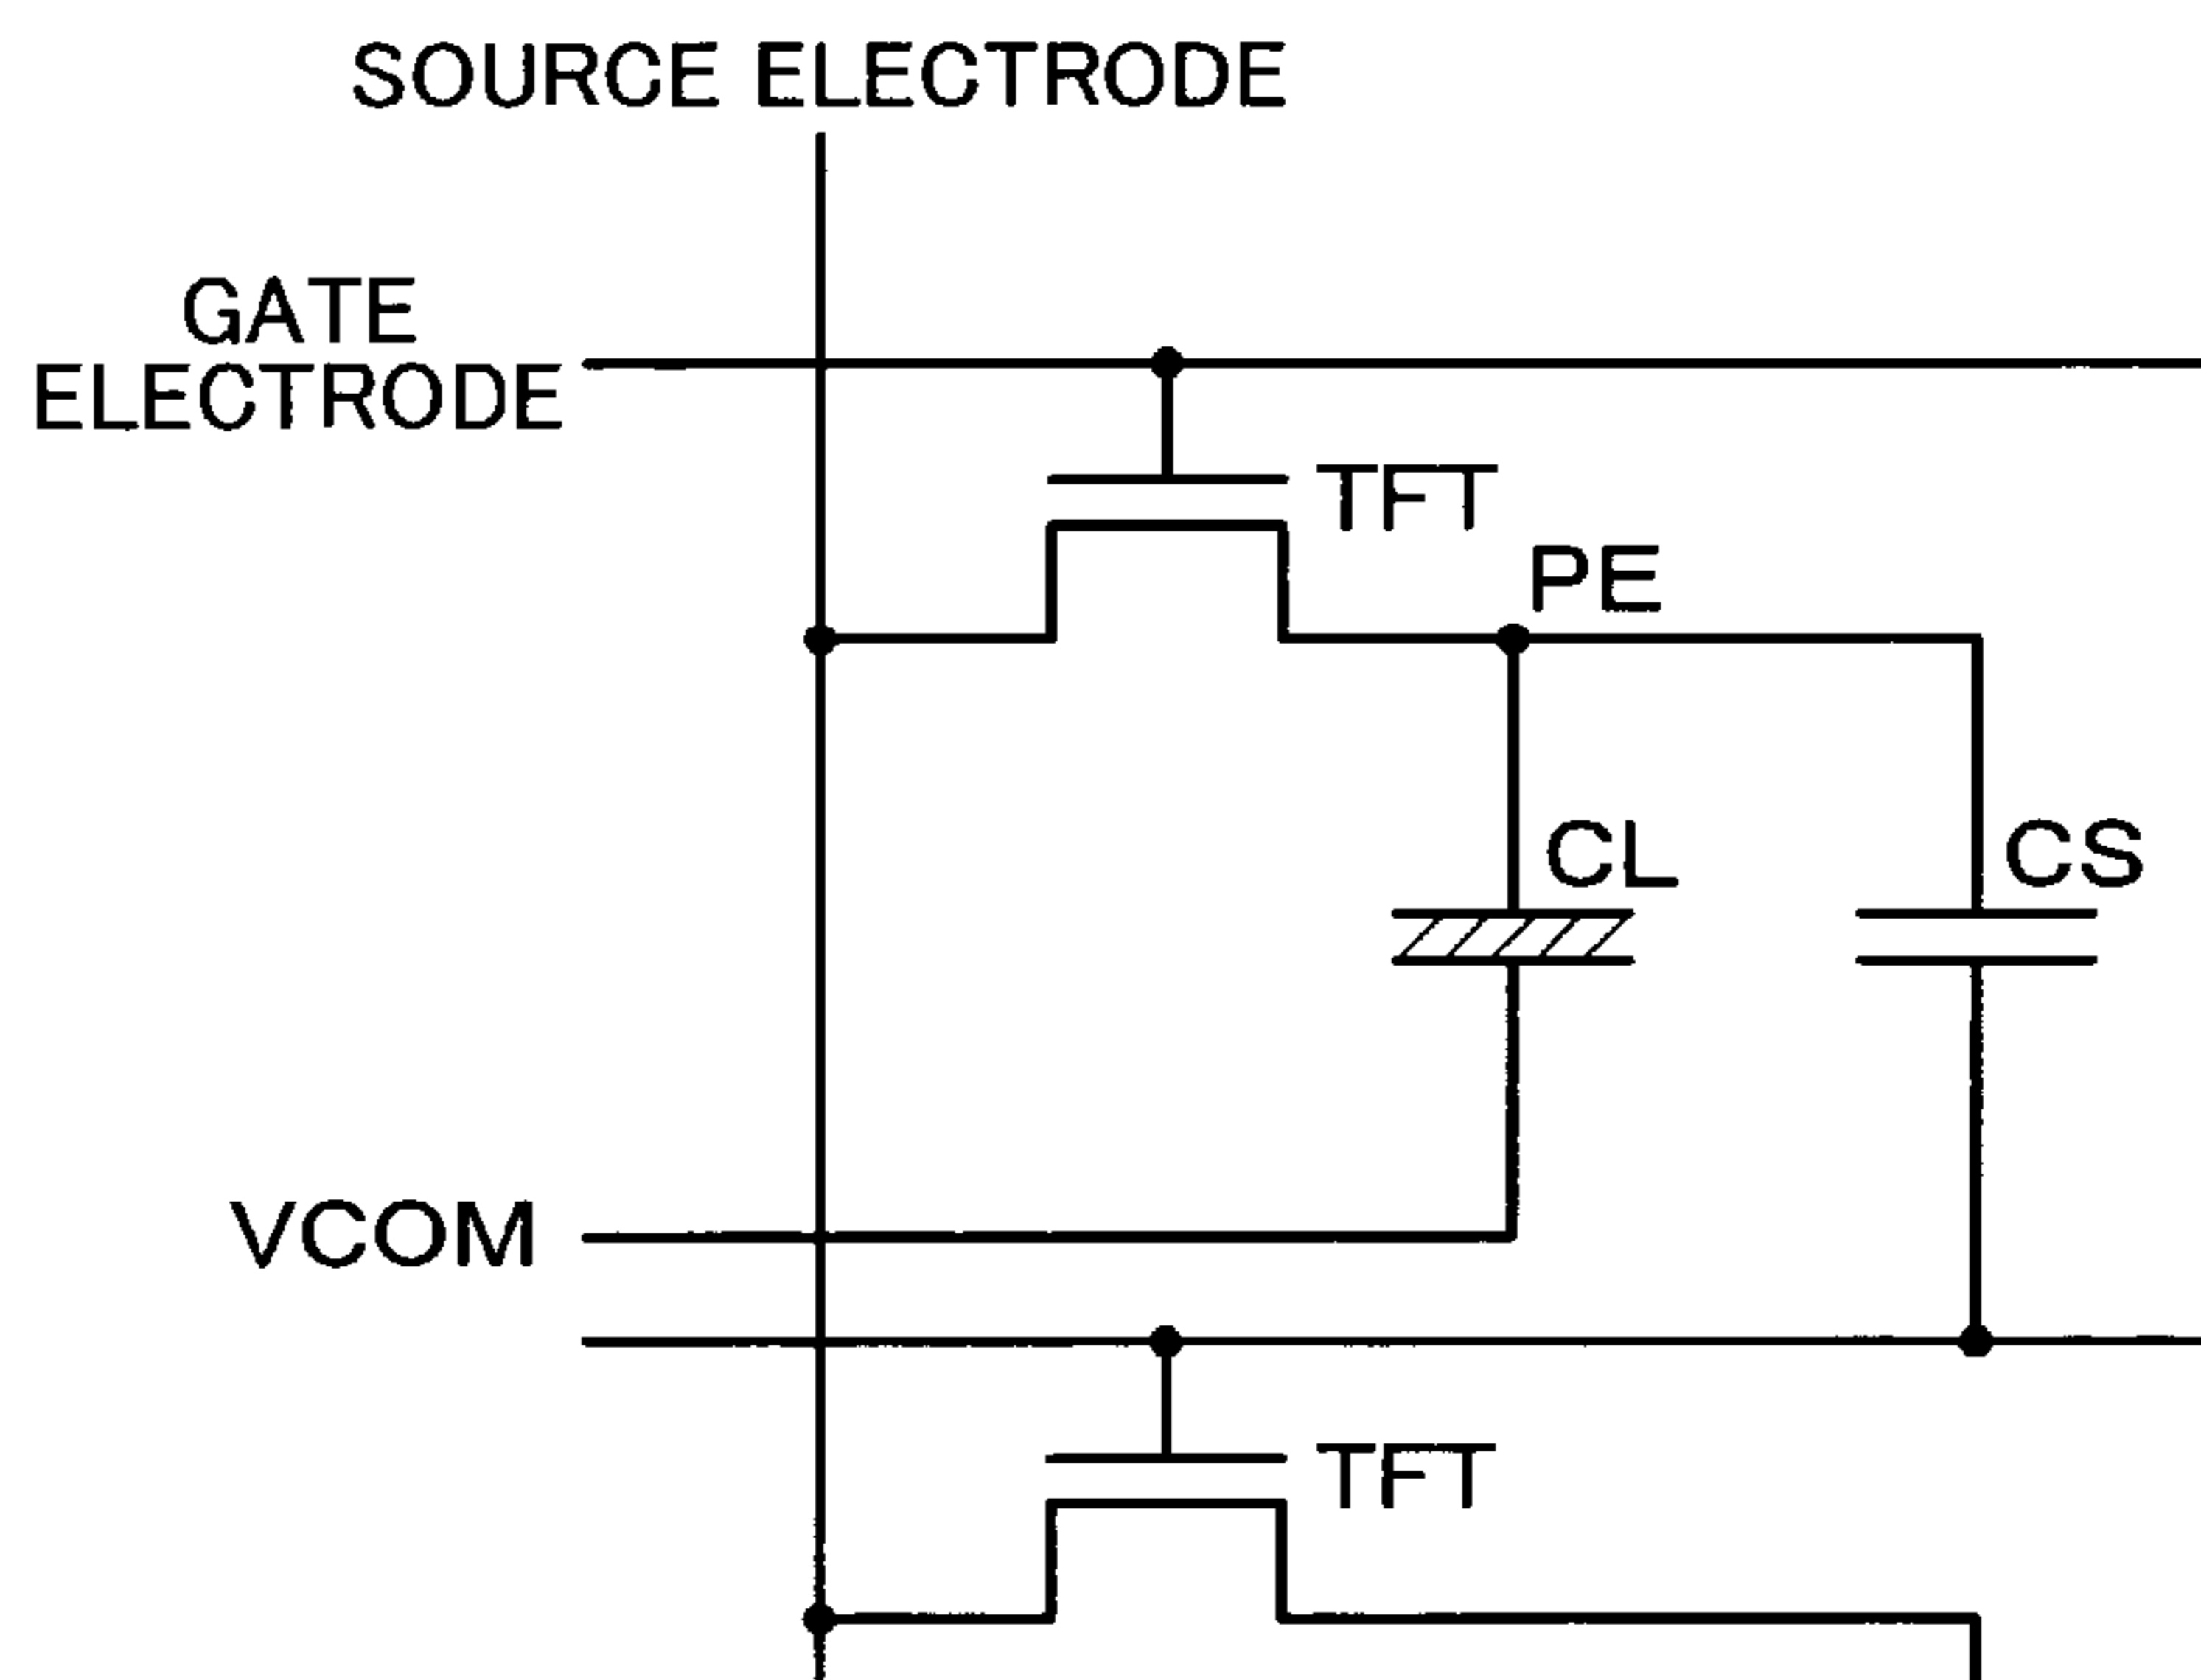 SOURCE ELECTRODE
GATE
ELECTRODE
TFT
PE
CL
CS
VCOM
TFT